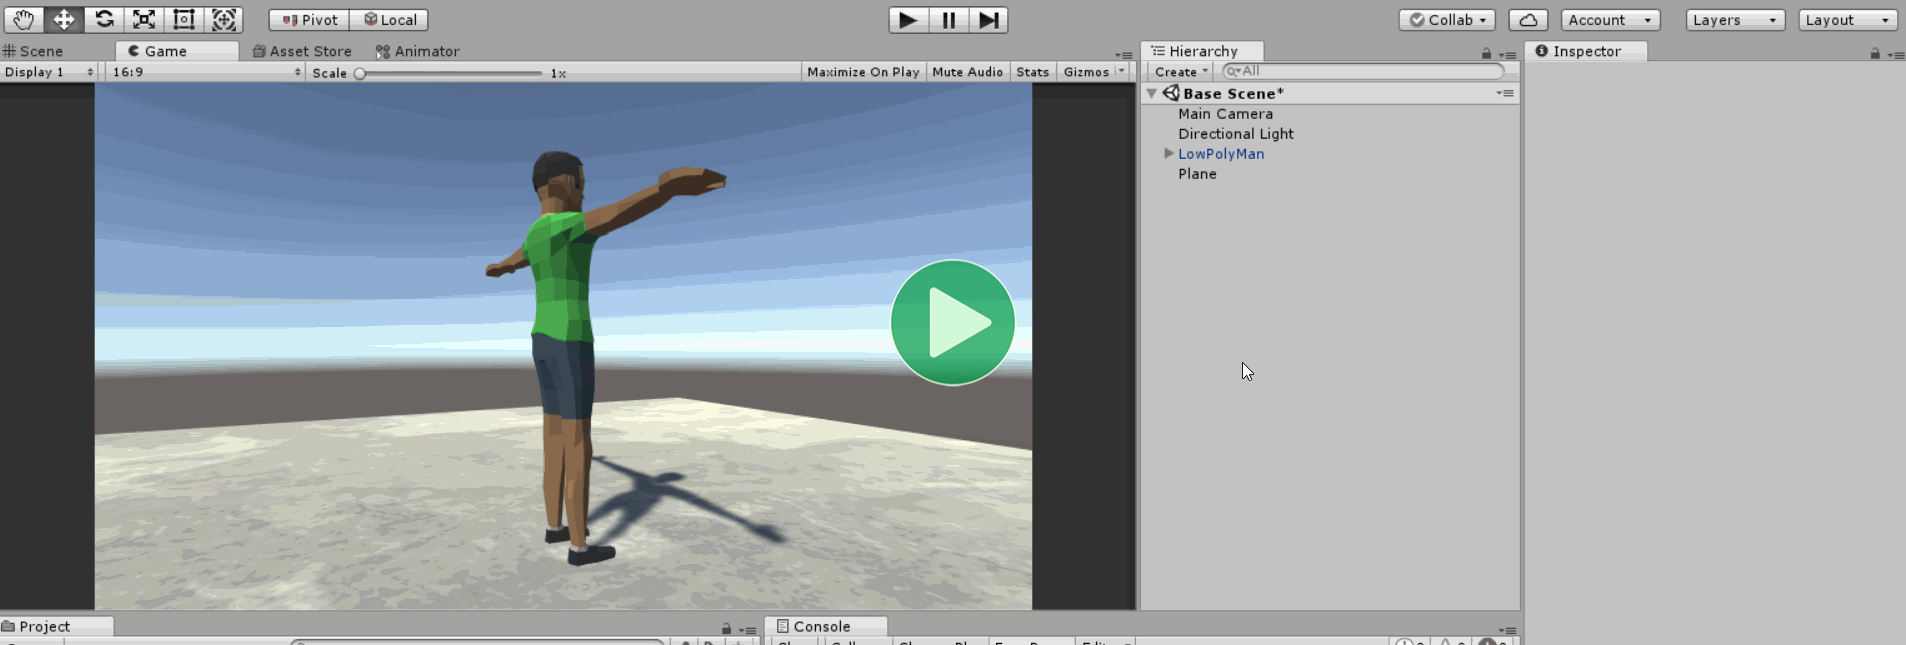 Pivot Local Collab Account Layers Layout
Scene Game Asset Store Animator Hierarchy Inspector
Display 1 16:9 Scale 1x Maximize On Play Mute Audio Stats Gizmos Create All
Base Scene*
Main Camera
Directional Light
LowPolyMan
Plane
Project Console